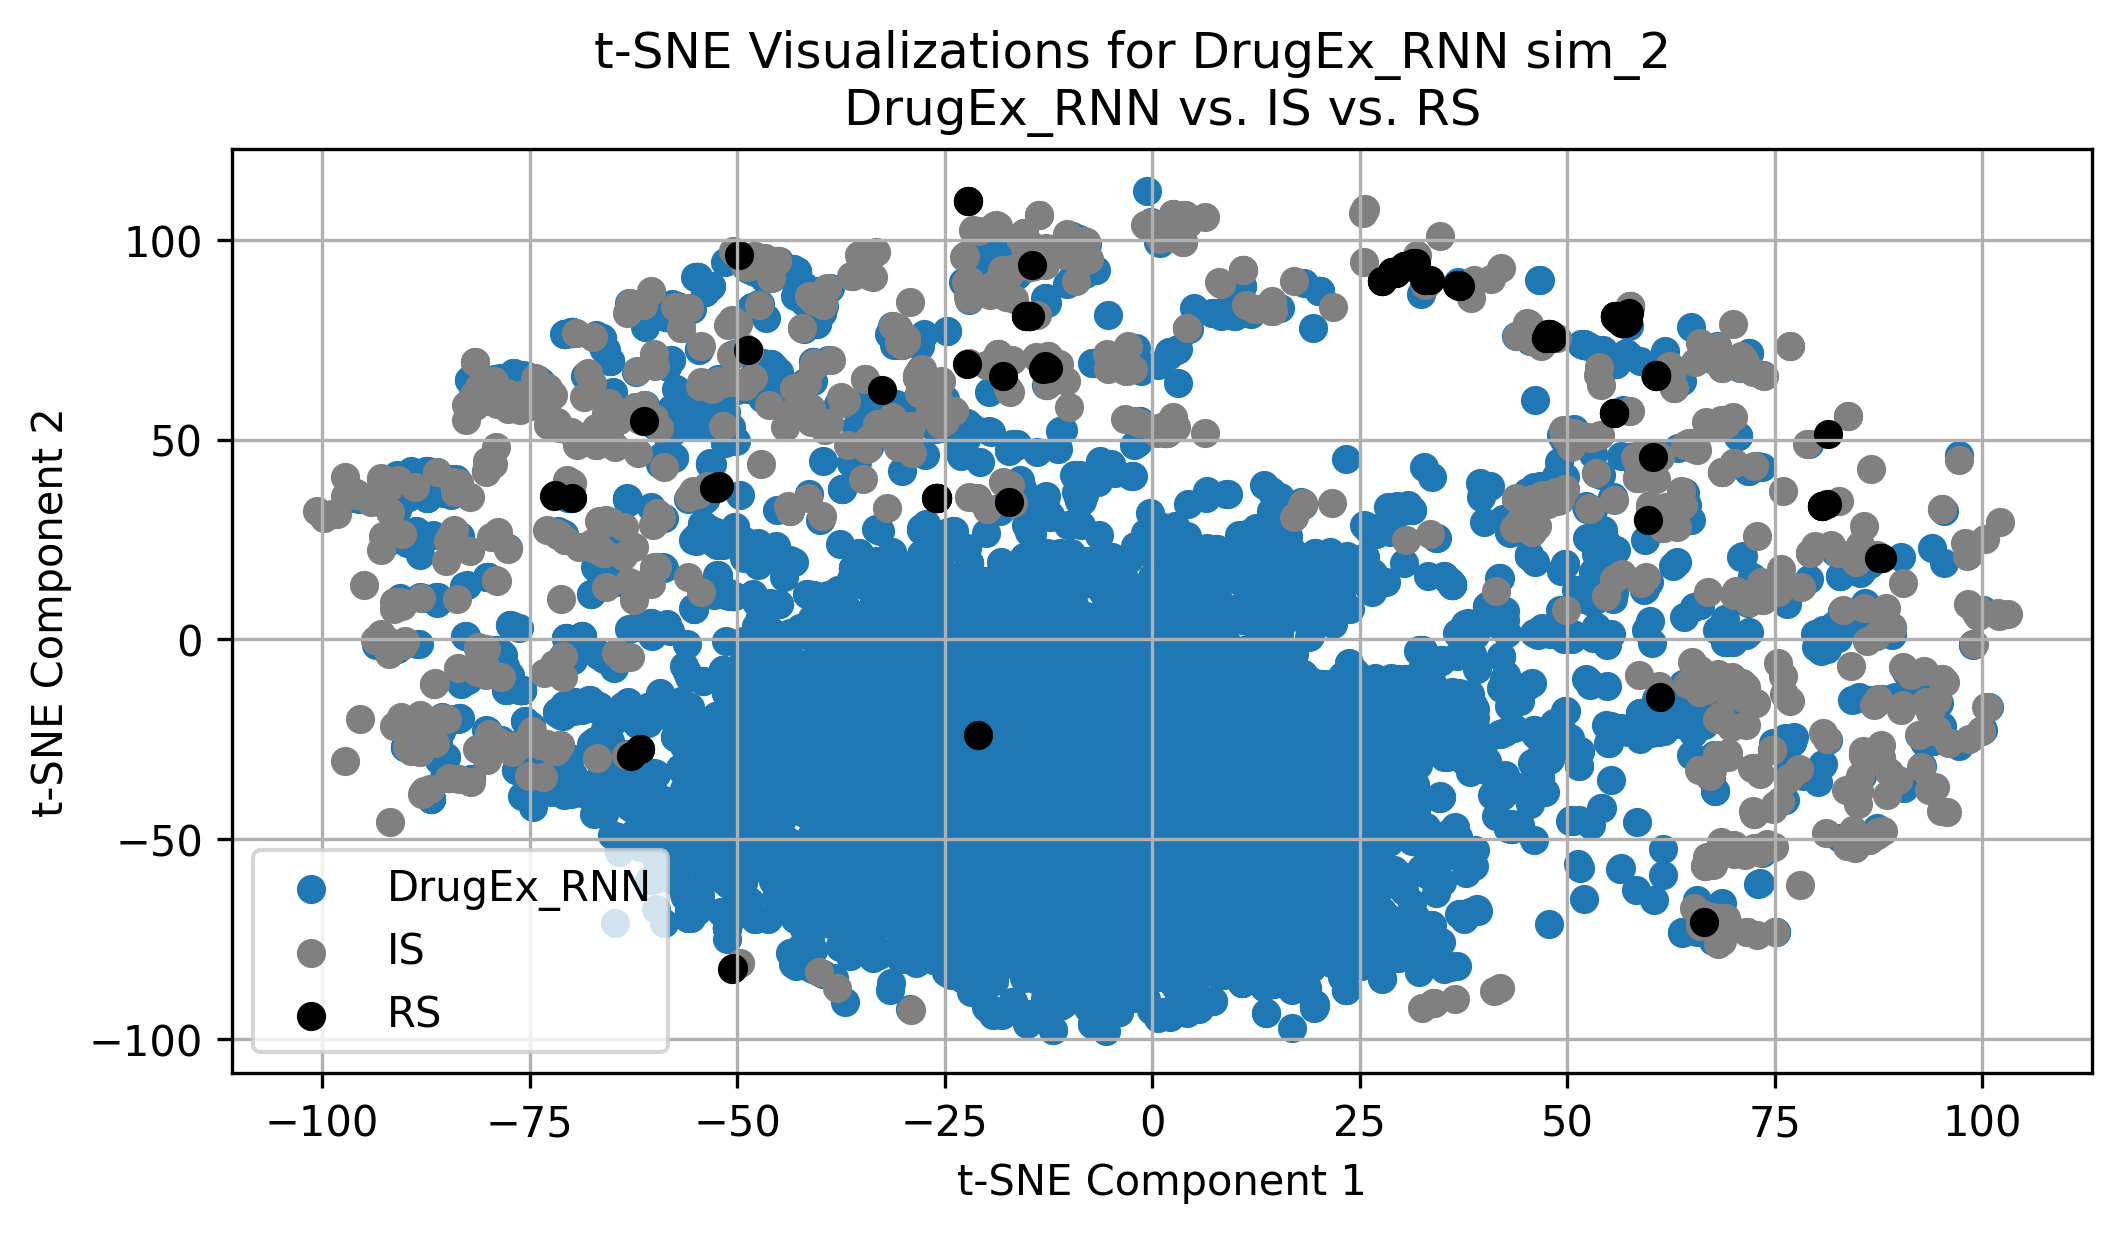 t-SNE Visualizations for DrugEx_RNN sim_2
DrugEx_RNN vs. IS vs. RS
t-SNE Component 2
100
50
0
−50
−100
DrugEx_RNN
IS
RS
−100 −75 −50 −25 0 25 50 75 100
t-SNE Component 1